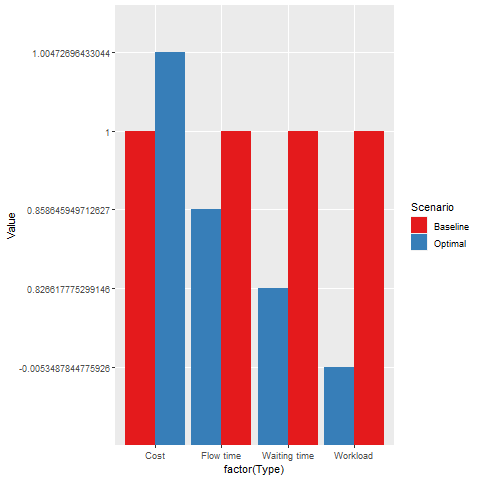 1.00472696433044
1
0.858645949712627
0.826617775299146
-0.0053487844775926
Value
Cost Flow time Waiting time Workload
factor(Type)
Scenario
Baseline
Optimal